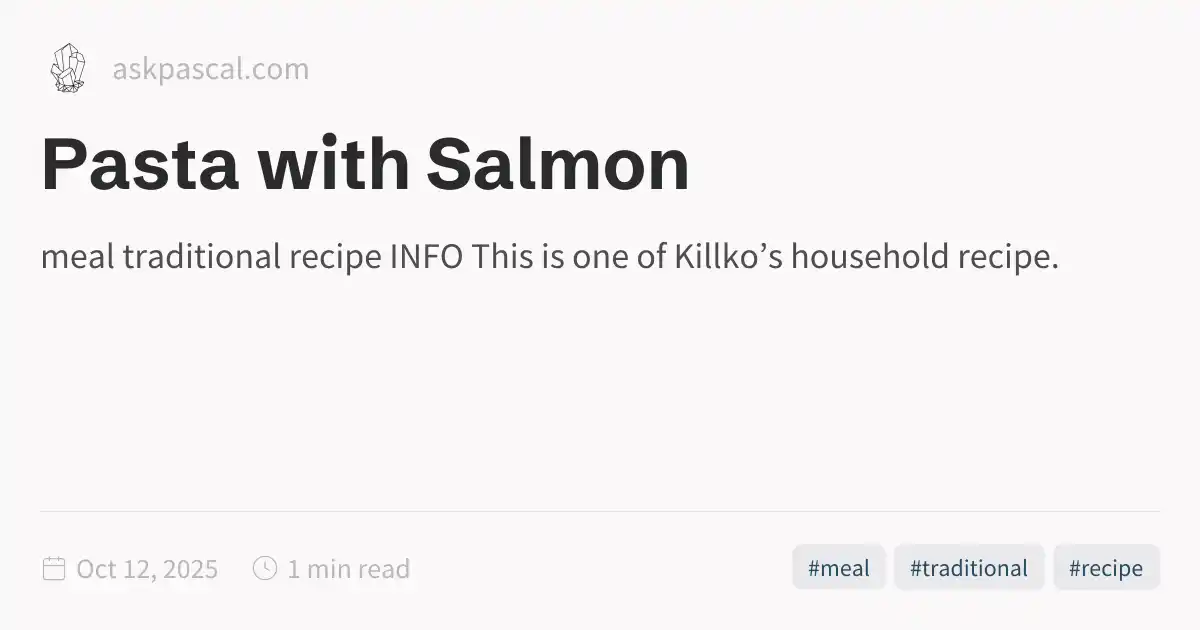 askpascal.com
Pasta with Salmon
meal traditional recipe INFO This is one of Killko’s household recipe.
Oct 12, 2025 1 min read #meal #traditional #recipe